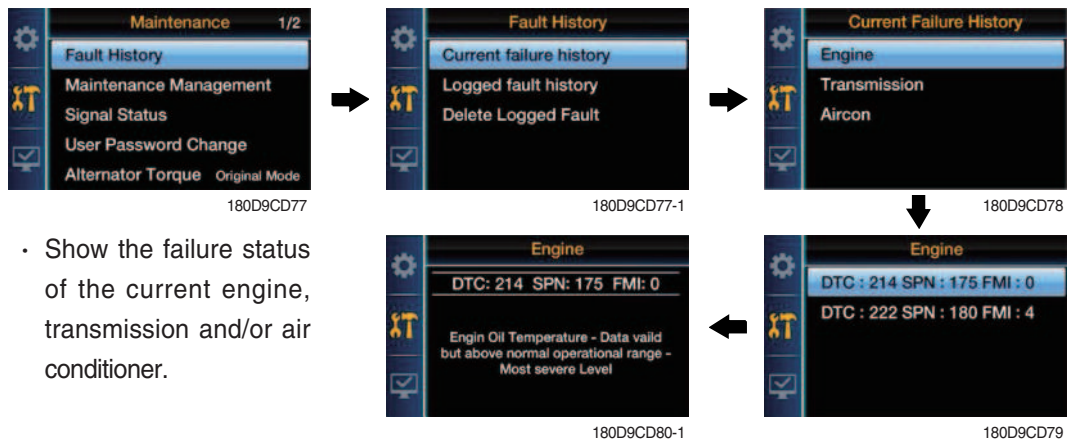 Maintenance 1/2
Fault History
Maintenance Management
Signal Status
User Password Change
Alternator Torque Original Mode
180D9CD77
Fault History
Current failure history
Logged fault history
Delete Logged Fault
180D9CD77-1
Current Failure History
Engine
Transmission
Aircon
180D9CD78
· Show the failure status
of the current engine,
transmission and/or air
conditioner.
Engine
DTC: 214 SPN: 175 FMI: 0
Engin Oil Temperature - Data vaild
but above normal operational range -
Most severe Level
180D9CD80-1
Engine
DTC : 214 SPN : 175 FMI : 0
DTC : 222 SPN : 180 FMI : 4
180D9CD79